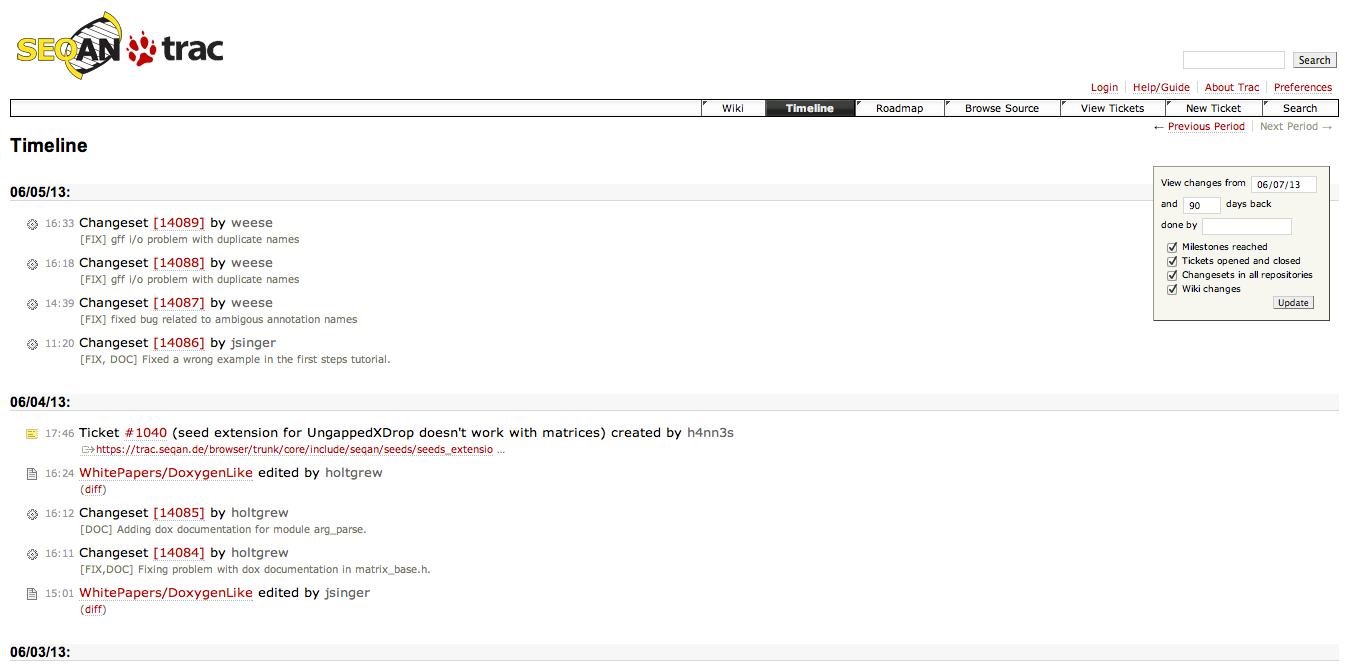 SEQAN trac
Search
Login Help/Guide About Trac Preferences
Wiki Timeline Roadmap Browse Source View Tickets New Ticket Search
← Previous Period Next Period →
Timeline
View changes from 06/07/13
and 90 days back
done by
Milestones reached
Tickets opened and closed
Changesets in all repositories
Wiki changes
Update
06/05/13:
16:33 Changeset [14089] by weese
[FIX] gff i/o problem with duplicate names
16:18 Changeset [14088] by weese
[FIX] gff i/o problem with duplicate names
14:39 Changeset [14087] by weese
[FIX] fixed bug related to ambigous annotation names
11:20 Changeset [14086] by jsinger
[FIX, DOC] Fixed a wrong example in the first steps tutorial.
06/04/13:
17:46 Ticket #1040 (seed extension for UngappedXDrop doesn't work with matrices) created by h4nn3s
https://trac.seqan.de/browser/trunk/core/include/seqan/seeds/seeds_extensio ...
16:24 WhitePapers/DoxygenLike edited by holtgrew
(diff)
16:12 Changeset [14085] by holtgrew
[DOC] Adding dox documentation for module arg_parse.
16:11 Changeset [14084] by holtgrew
[FIX,DOC] Fixing problem with dox documentation in matrix_base.h.
15:01 WhitePapers/DoxygenLike edited by jsinger
(diff)
06/03/13: